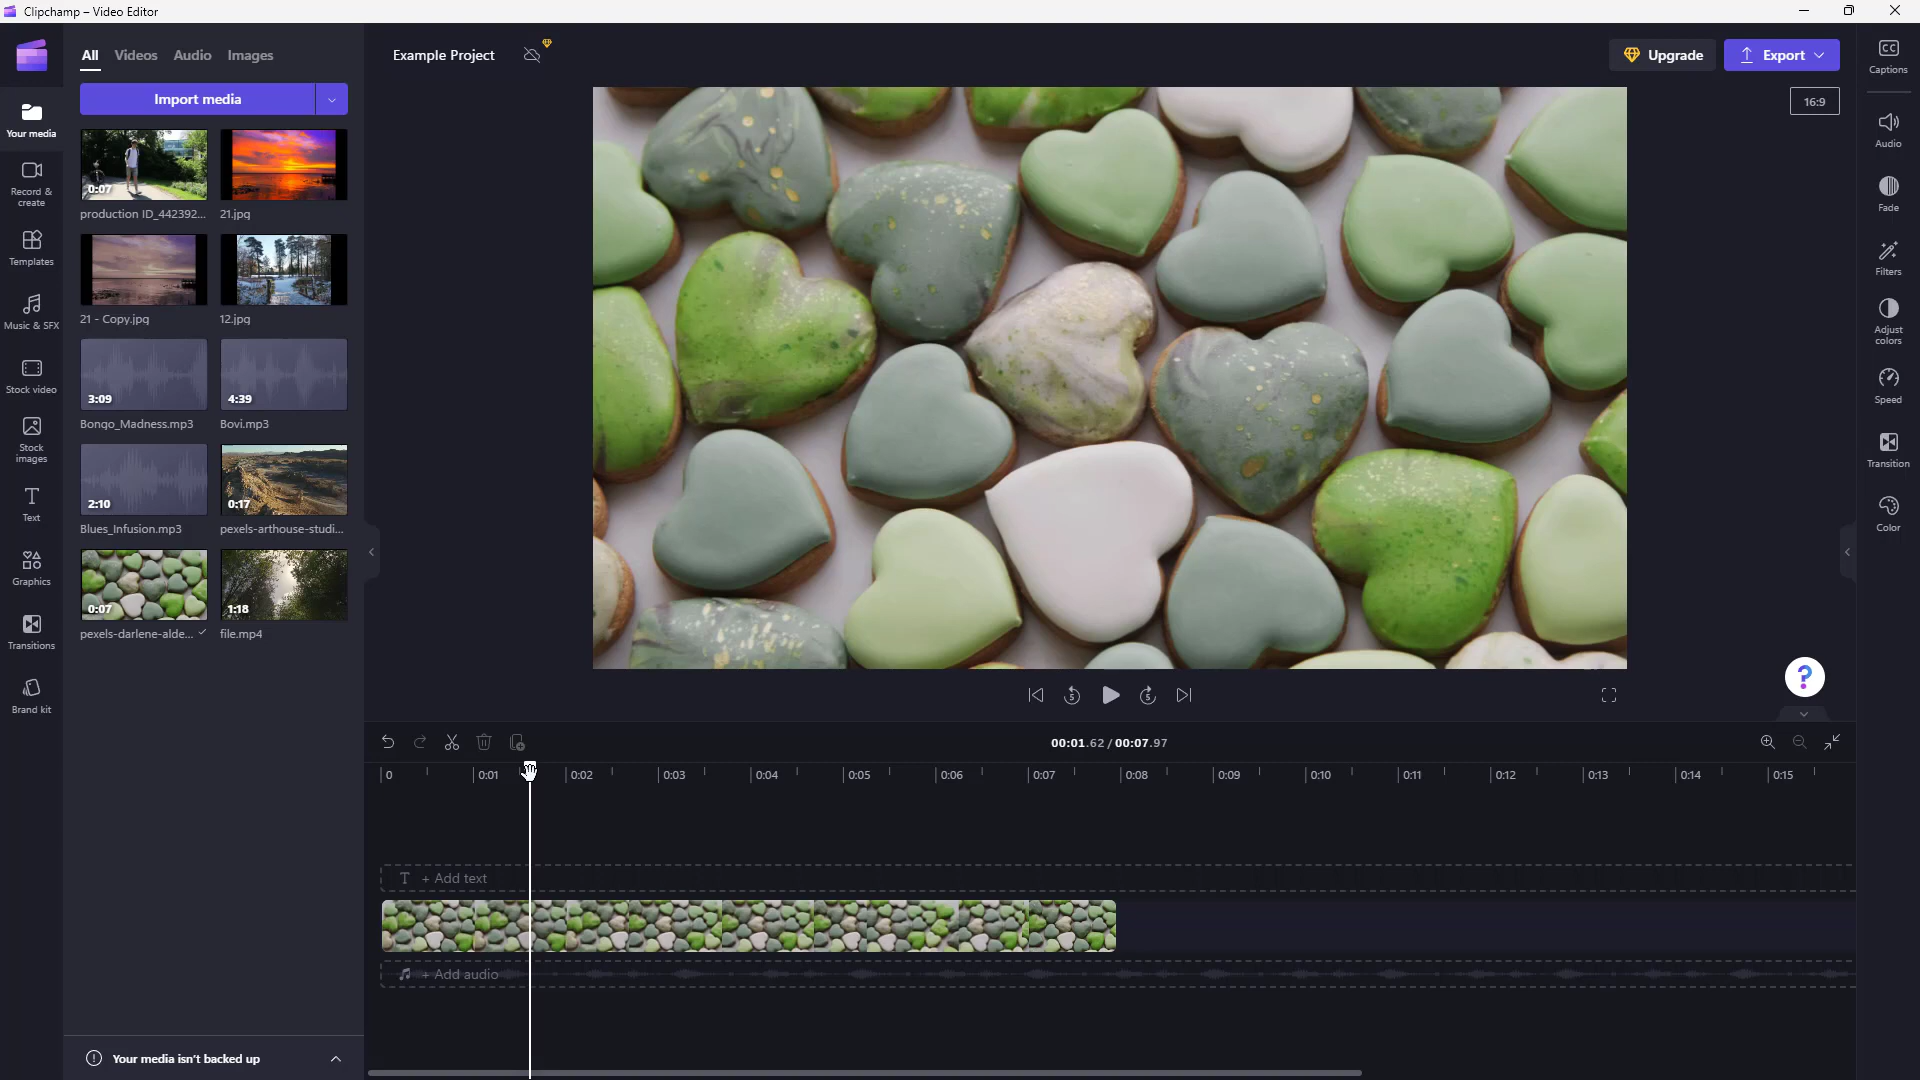 Clipchamp – Video Editor
All Videos Audio Images
Import media
Example Project
Upgrade
Export
16:9
Captions
Audio
Fade
Filters
Adjust
colors
Speed
Transition
Color
Your media
Record &
create
Templates
Music & SFX
Stock video
Stock
images
Text
Graphics
Transitions
Brand kit
0:07
production ID_442392...
21.jpg
21 - Copy.jpg
12.jpg
3:09
4:39
Bongo_Madness.mp3
Bovi.mp3
2:10
0:17
Blues_Infusion.mp3
pexels-arthouse-studi...
0:07
1:18
pexels-darlene-alde...
file.mp4
Your media isn't backed up
5
5
?
00:01.62 / 00:07.97
0 0:01 0:02 0:03 0:04 0:05 0:06 0:07 0:08 0:09 0:10 0:11 0:12 0:13 0:14 0:15
T + Add text
+ Add audio